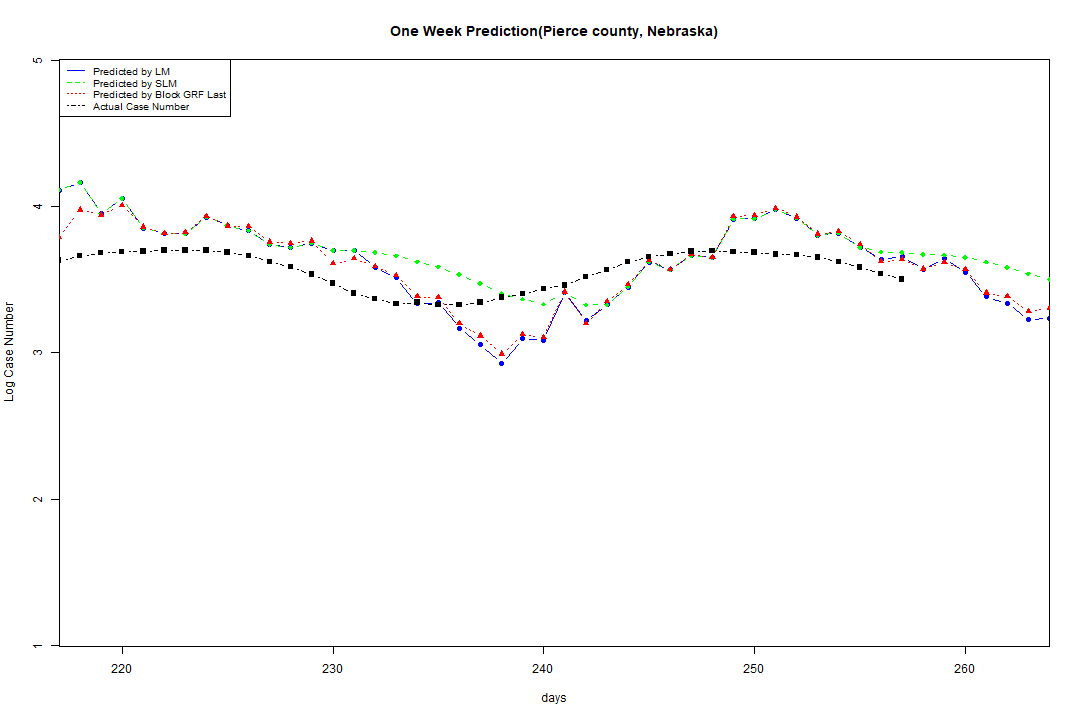 One Week Prediction(Pierce county, Nebraska)
Predicted by LM
Predicted by SLM
Predicted by Block GRF Last
Actual Case Number
5
4
3
2
1
Log Case Number
220
230
240
250
260
days